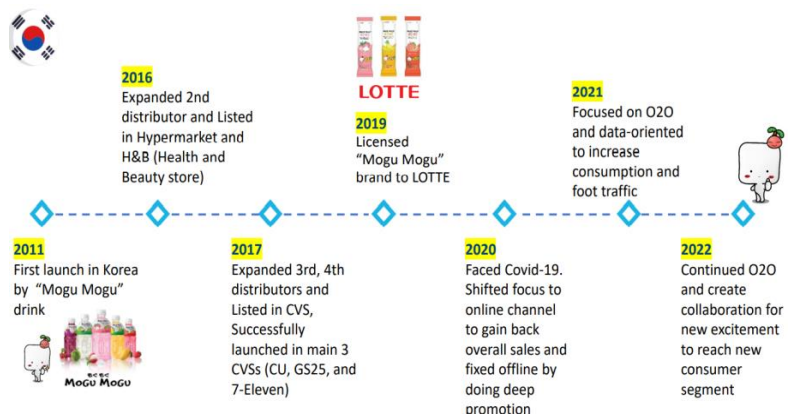 2016
Expanded 2nd
distributor and Listed
in Hypermarket and
H&B (Health and
Beauty store)
LOTTE
2019
Licensed
“Mogu Mogu”
brand to LOTTE
2021
Focused on O2O
and data-oriented
to increase
consumption and
foot traffic
2011
First launch in Korea
by “Mogu Mogu”
drink
MOGU MOGU
2017
Expanded 3rd, 4th
distributors and
Listed in CVS,
Successfully
launched in main 3
CVSs (CU, GS25, and
7-Eleven)
2020
Faced Covid-19.
Shifted focus to
online channel
to gain back
overall sales and
fixed offline by
doing deep
promotion
2022
Continued O2O
and create
collaboration for
new excitement
to reach new
consumer
segment